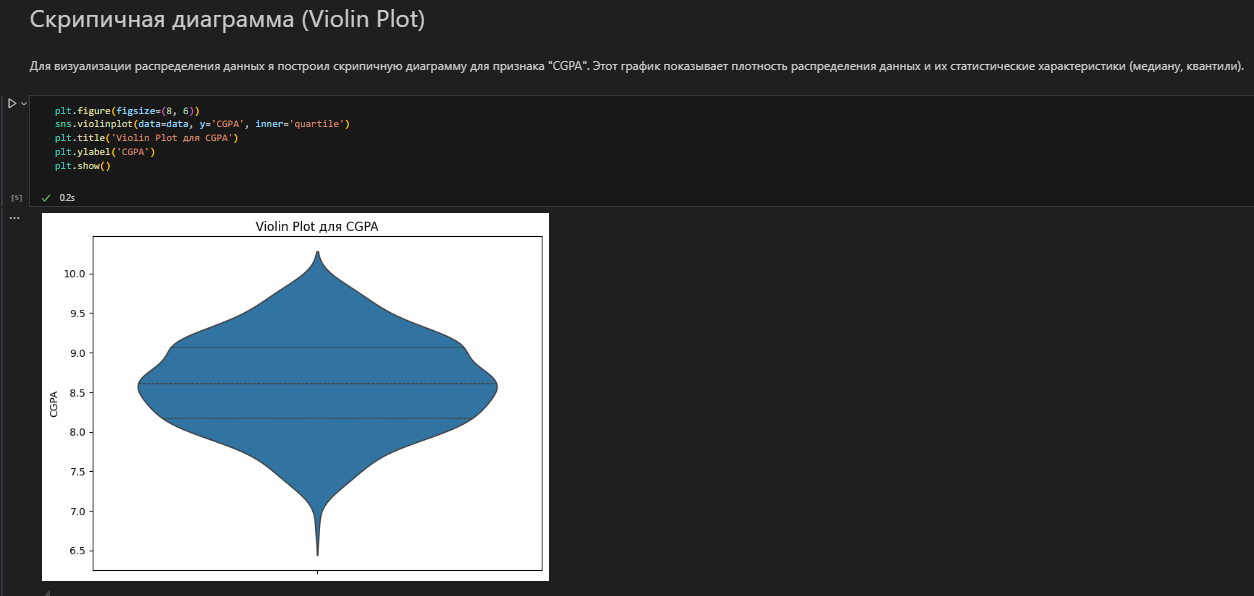 Скрипичная диаграмма (Violin Plot)
Для визуализации распределения данных я построил скрипичную диаграмму для признака "CGPA". Этот график показывает плотность распределения данных и их статистические характеристики (медиану, квантили).
plt.figure(figsize=(8, 6))
sns.violinplot(data=data, y='CGPA', inner='quartile')
plt.title('Violin Plot для CGPA')
plt.ylabel('CGPA')
plt.show()
[5]
0.2s
...
Violin Plot для CGPA
10.0
9.5
9.0
8.5
8.0
7.5
7.0
6.5
CGPA